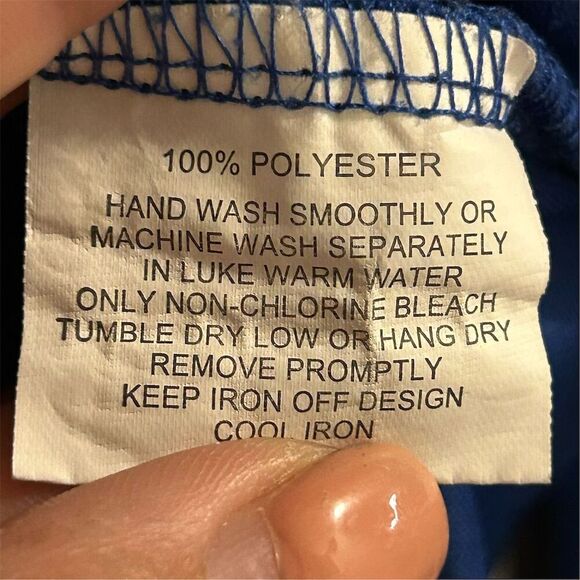 100% POLYESTER
HAND WASH SMOOTHLY OR
MACHINE WASH SEPARATELY
IN LUKE WARM WATER
ONLY NON-CHLORINE BLEACH
TUMBLE DRY LOW OR HANG DRY
REMOVE PROMPTLY
KEEP IRON OFF DESIGN
COOL IRON